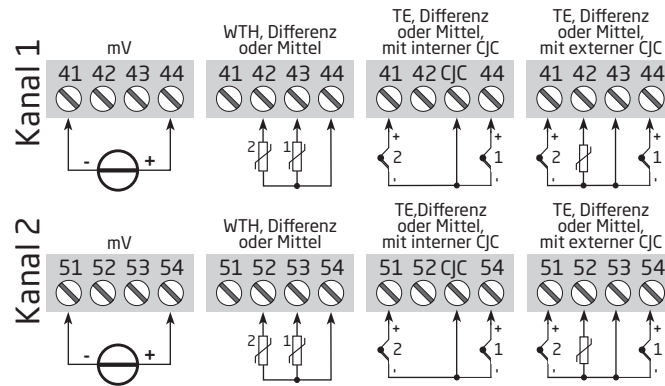 Kanal 1
mV
WTH, Differenz
oder Mittel
TE, Differenz
oder Mittel,
mit interner CJC
TE, Differenz
oder Mittel,
mit externer CJC
41 42 43 44
41 42 43 44
41 42 CJC 44
41 42 43 44
- +
2 1
+ 2 - + 1 -
+ 2 - + 1 -
Kanal 2
mV
WTH, Differenz
oder Mittel
TE,Differenz
oder Mittel,
mit interner CJC
TE, Differenz
oder Mittel,
mit externer CJC
51 52 53 54
51 52 53 54
51 52 CJC 54
51 52 53 54
- +
2 1
+ 2 - + 1 -
+ 2 - + 1 -